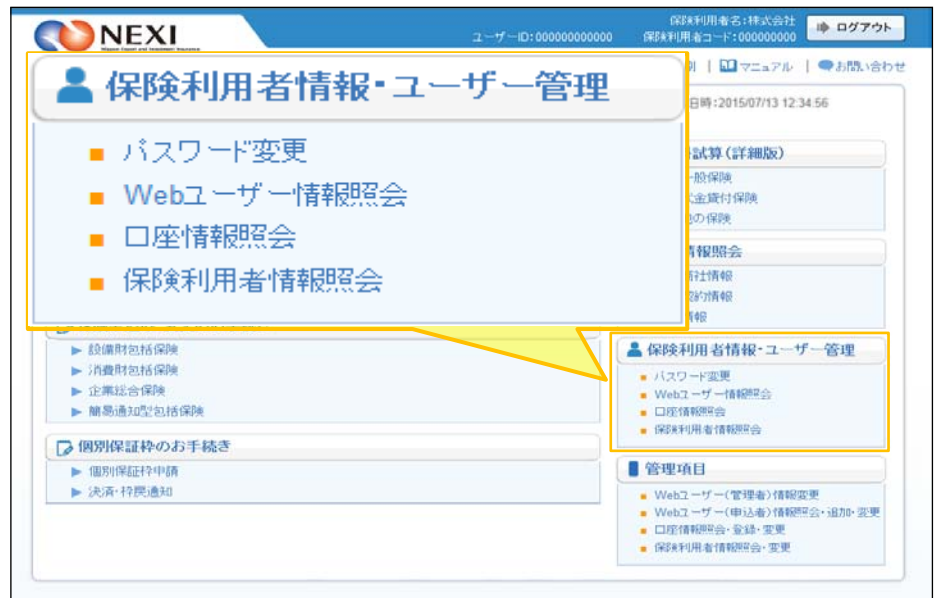 NEXI
Nippon Export and Investment Insurance
ユーザーID:000000000000
保険利用者名:株式会社
保険利用者コード:000000000
ログアウト
マニュアル | お問い合わせ
日時:2015/07/13 12:34:56
保険利用者情報・ユーザー管理
パスワード変更
Webユーザー情報照会
口座情報照会
保険利用者情報照会
試算(詳細版)
情報照会
設備財包括保険
消費財包括保険
企業総合保険
簡易通知型包括保険
個別保証枠のお手続き
個別保証枠申請
決済・枠戻通知
保険利用者情報・ユーザー管理
パスワード変更
Webユーザー情報照会
口座情報照会
保険利用者情報照会
管理項目
Webユーザー(管理者)情報変更
Webユーザー(申込者)情報照会・追加・変更
口座情報照会・登録・変更
保険利用者情報照会・変更